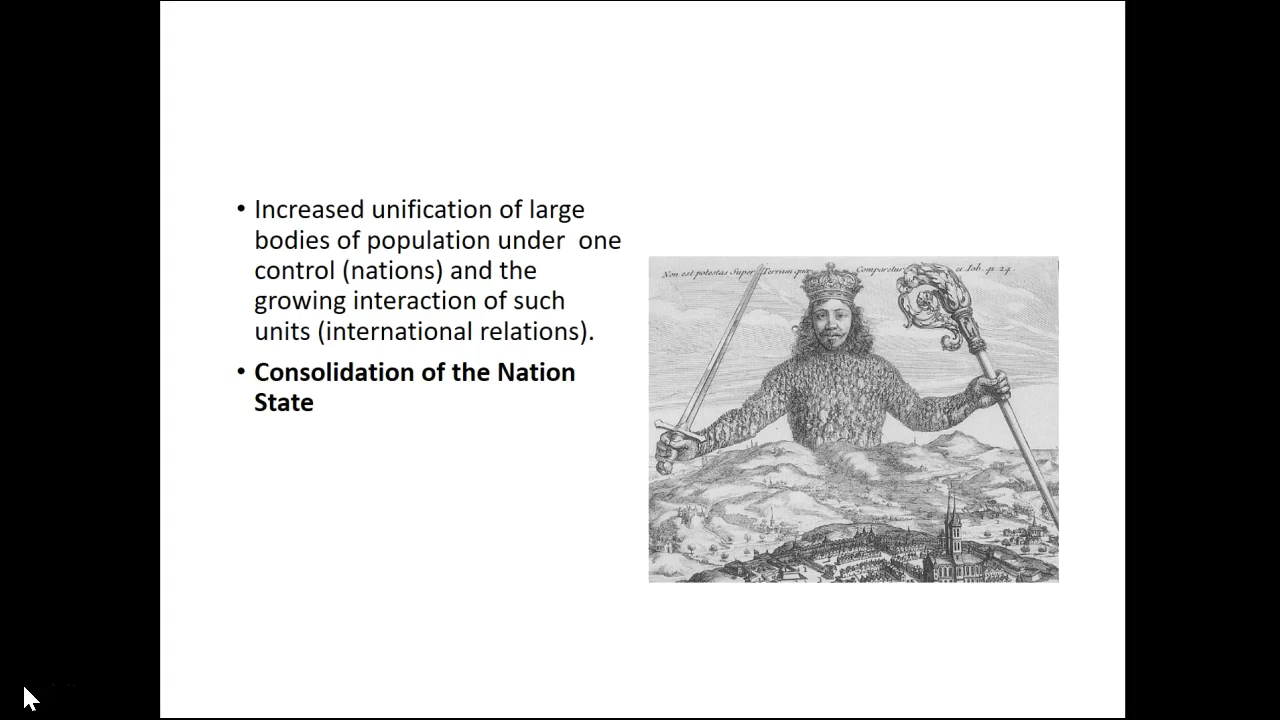 • Increased unification of large
bodies of population under  one
control (nations) and the
growing interaction of such
units (international relations).
• Consolidation of the Nation
State
Non est potestas Super Terram quae Comparetur ei Iob. 41. 24.